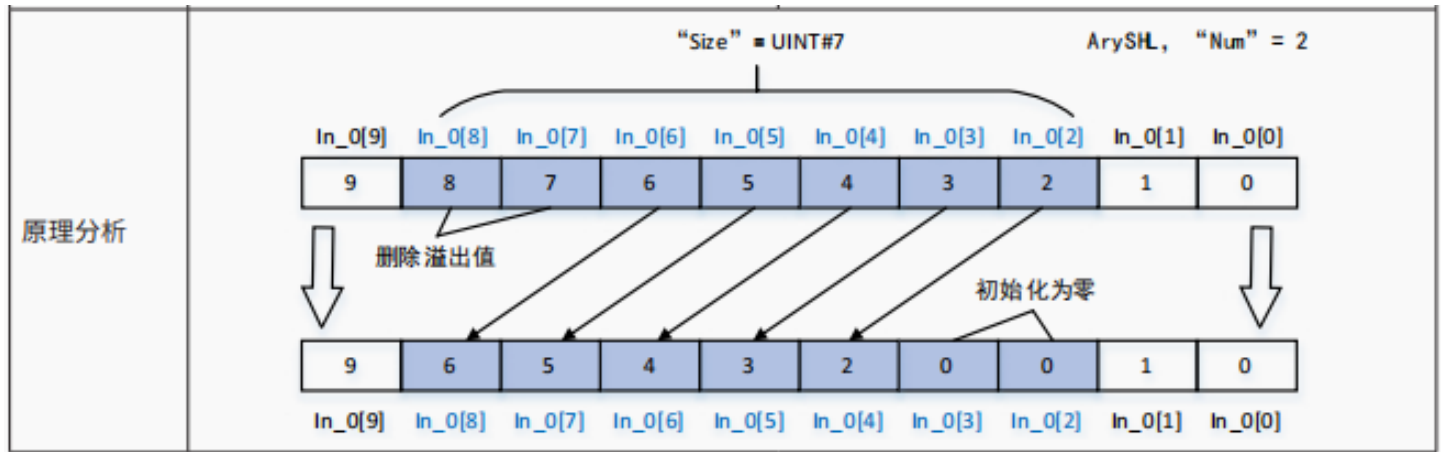 “Size” = UINT#7 ArySHL, “Num” = 2
In_0[9] In_0[8] In_0[7] In_0[6] In_0[5] In_0[4] In_0[3] In_0[2] In_0[1] In_0[0]
9 8 7 6 5 4 3 2 1 0
原理分析
删除溢出值
初始化为零
9 6 5 4 3 2 0 0 1 0
In_0[9] In_0[8] In_0[7] In_0[6] In_0[5] In_0[4] In_0[3] In_0[2] In_0[1] In_0[0]